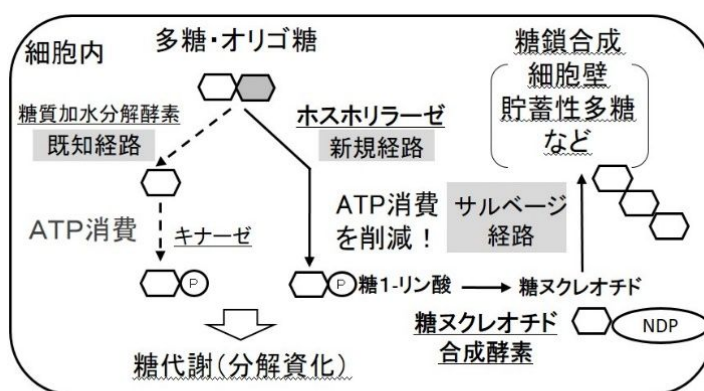 細胞内
多糖・オリゴ糖
糖鎖合成
細胞壁
貯蓄性多糖
など
糖質加水分解酵素
既知経路
ホスホリラーゼ
新規経路
ATP消費
キナーゼ
ATP消費
を削減!
サルベージ
経路
P
P
糖1-リン酸
糖ヌクレオチド
糖ヌクレオチド
合成酵素
NDP
糖代謝(分解資化)